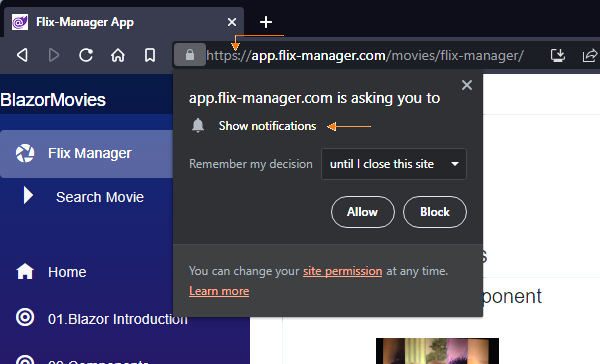 Flix-Manager App
https://app.flix-manager.com/movies/flix-manager/
BlazorMovies
app.flix-manager.com is asking you to
Show notifications
Flix Manager
Remember my decision
until I close this site
Search Movie
Allow
Block
Home
You can change your site permission at any time.
Learn more
ponent
01.Blazor Introduction